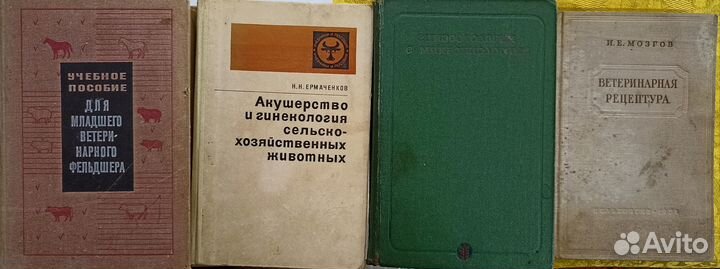 УЧЕБНОЕ
ПОСОБИЕ
ДЛЯ
МЛАДШЕГО
ВЕТЕРИ-
НАРНОГО
ФЕЛЬДШЕРА
Н.Н. ЕРМАЧЕНКОВ
Акушерство
и гинекология
сельско-
хозяйственных
животных
И. Е. МОЗГОВ
ВЕТЕРИНАРНАЯ
РЕЦЕПТУРА
Avito